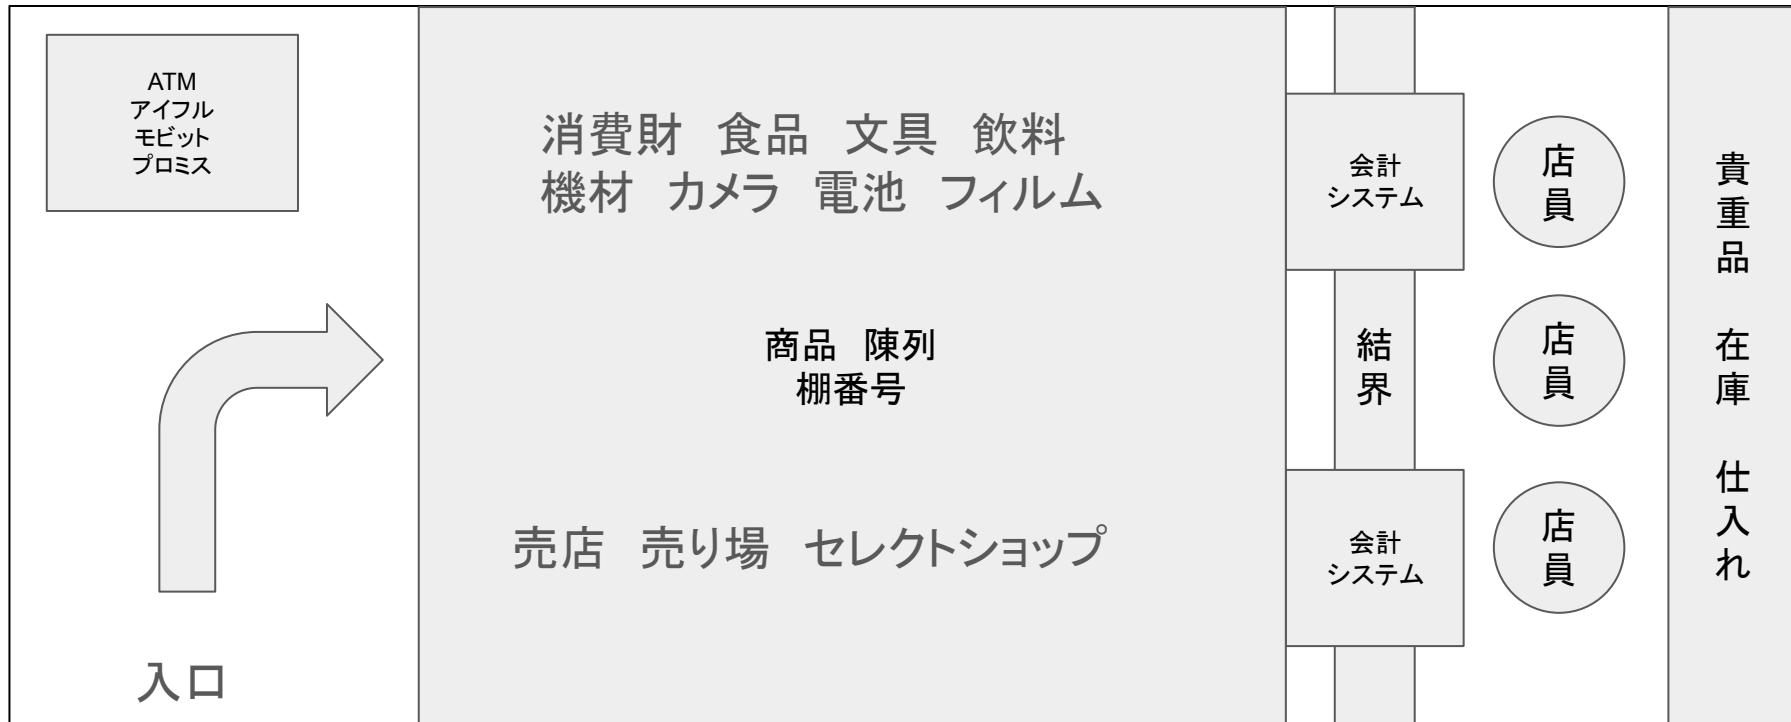 ATM
アイフル
モビット
プロミス
入口
消費財　食品　文具　飲料
機材　カメラ　電池　フィルム
商品　陳列
棚番号
売店　売り場　セレクトショップ
会計
システム
結界
会計
システム
店員
店員
店員
貴重品　在庫　仕入れ